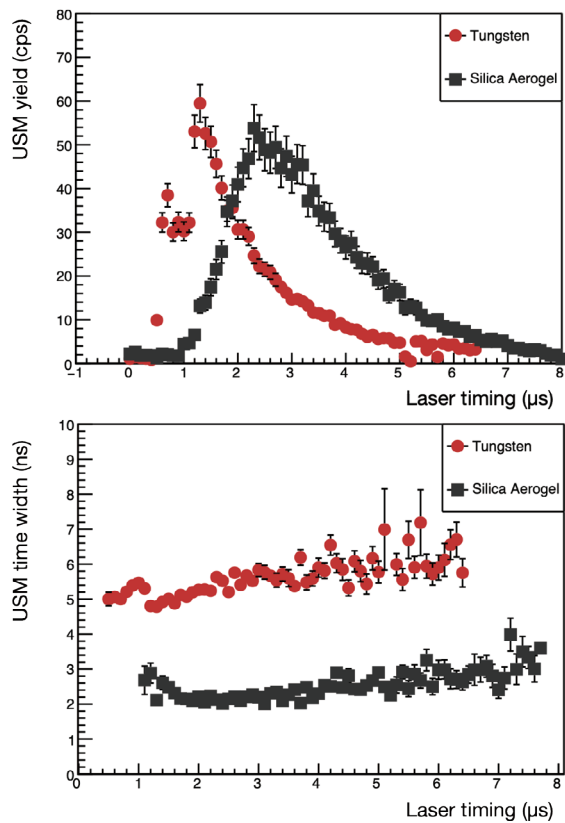 USM yield (cps)
80
70
60
50
40
30
20
10
0
Tungsten
Silica Aerogel
−1 0 1 2 3 4 5 6 7 8
Laser timing (μs)
USM time width (ns)
10
9
8
7
6
5
4
3
2
1
0
Tungsten
Silica Aerogel
0 1 2 3 4 5 6 7 8
Laser timing (μs)